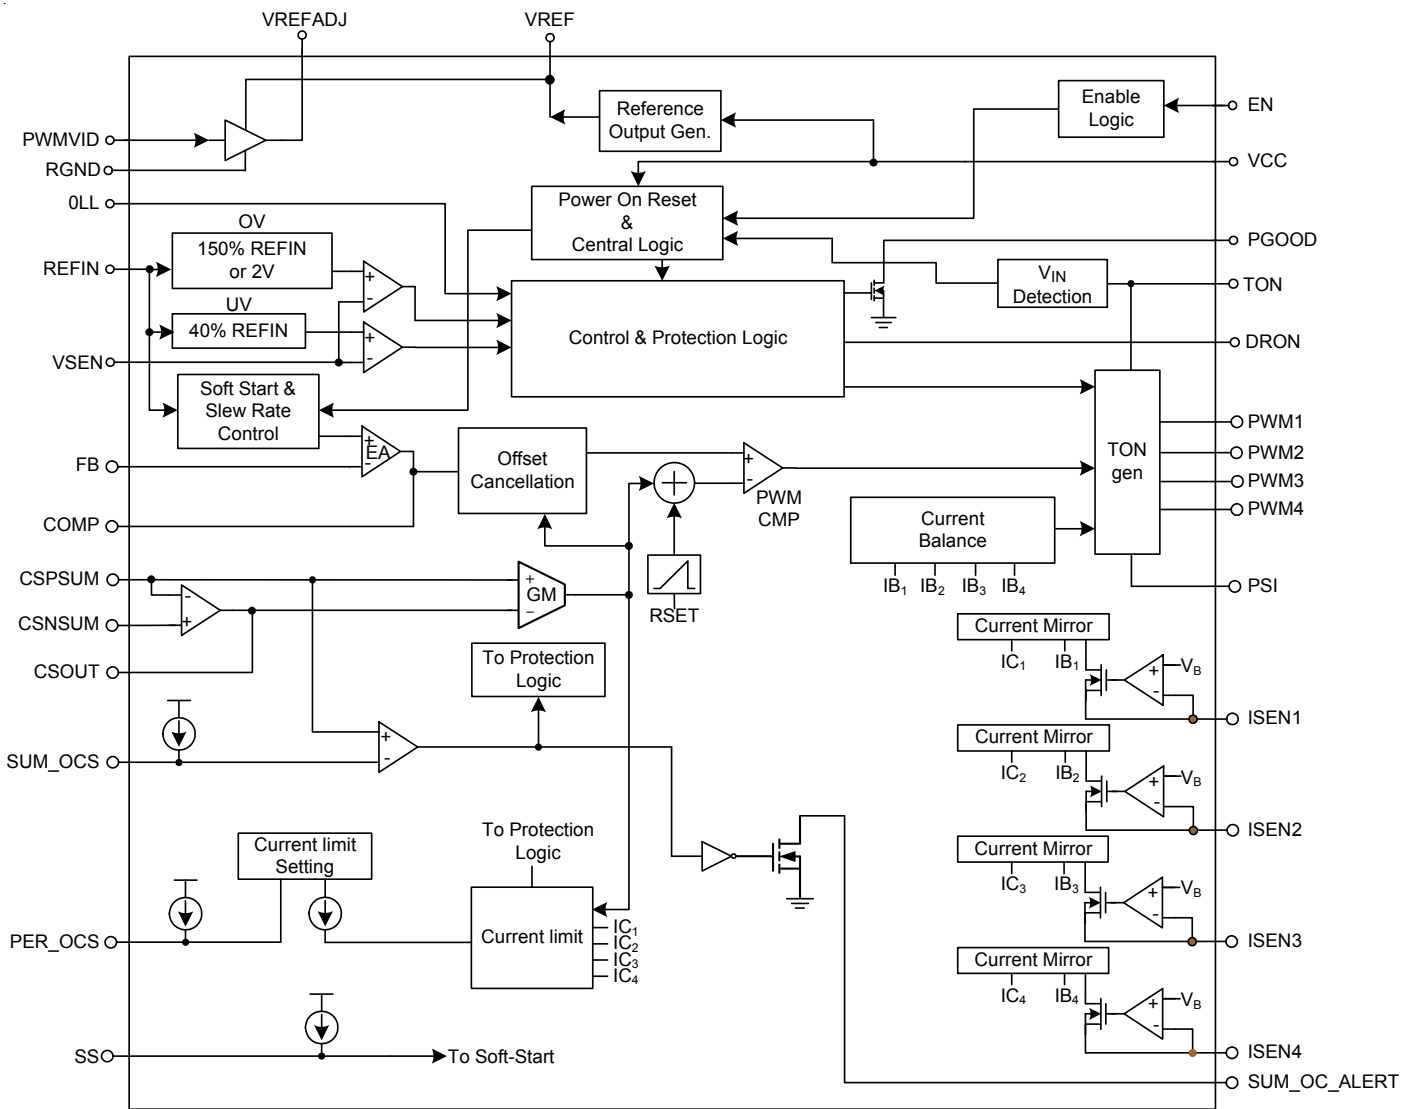 VREFADJ
VREF
PWMVID
RGND
0LL
REFIN
VSEN
FB
COMP
CSPSUM
CSNSUM
CSOUT
SUM_OCS
PER_OCS
SS
Reference
Output Gen.
Enable
Logic
EN
VCC
PGOOD
TON
DRON
PWM1
PWM2
PWM3
PWM4
PSI
ISEN1
ISEN2
ISEN3
ISEN4
SUM_OC_ALERT
Power On Reset
&
Central Logic
OV
150% REFIN
or 2V
+
-
UV
40% REFIN
+
-
VIN
Detection
Control & Protection Logic
Soft Start &
Slew Rate
Control
+
EA
-
Offset
Cancellation
+
-
PWM
CMP
TON
gen
Current
Balance
IB1 IB2 IB3 IB4
RSET
-
+
+
GM
–
To Protection
Logic
+
-
Current Mirror
IC1 IB1
+
-
VB
Current Mirror
IC2 IB2
+
-
VB
Current Mirror
IC3 IB3
+
-
VB
Current Mirror
IC4 IB4
+
-
VB
Current limit
Setting
To Protection
Logic
Current limit
IC1
IC2
IC3
IC4
To Soft-Start